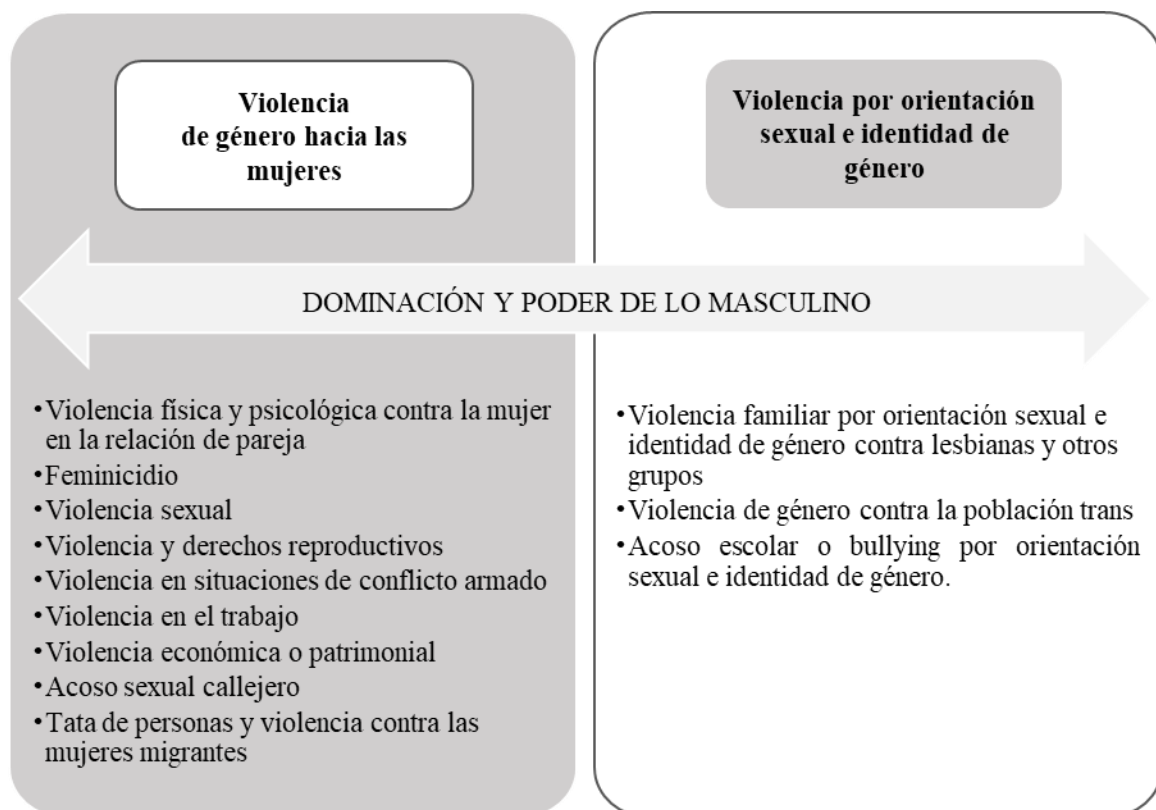 Violencia
de género hacia las
mujeres
Violencia por orientación
sexual e identidad de
género
DOMINACIÓN Y PODER DE LO MASCULINO
•Violencia física y psicológica contra la mujer
en la relación de pareja
•Feminicidio
•Violencia sexual
•Violencia y derechos reproductivos
•Violencia en situaciones de conflicto armado
•Violencia en el trabajo
•Violencia económica o patrimonial
•Acoso sexual callejero
•Tata de personas y violencia contra las
mujeres migrantes
•Violencia familiar por orientación sexual e
identidad de género contra lesbianas y otros
grupos
•Violencia de género contra la población trans
•Acoso escolar o bullying por orientación
sexual e identidad de género.